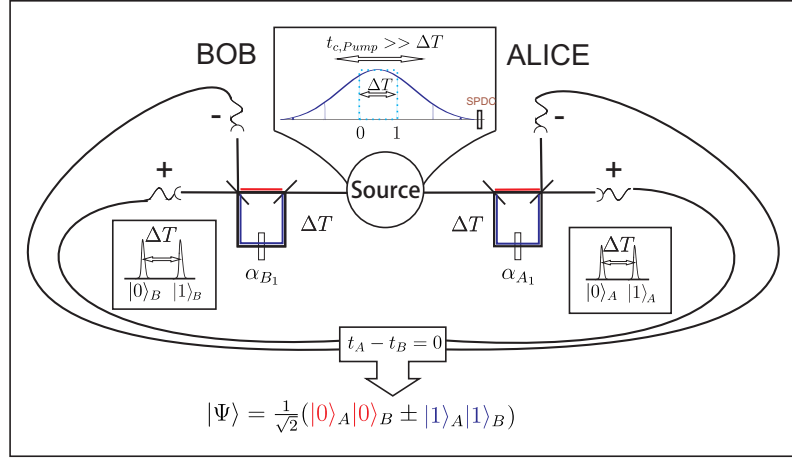 BOB
ALICE
t_{c,Pump} >> ΔT
ΔT
SPDC
0 1
-
-
+
+
Source
ΔT
ΔT
α_{B_1}
α_{A_1}
ΔT
|0⟩_B |1⟩_B
ΔT
|0⟩_A |1⟩_A
t_A − t_B = 0
|Ψ⟩ = \frac{1}{\sqrt{2}}(|0⟩_A|0⟩_B ± |1⟩_A|1⟩_B)